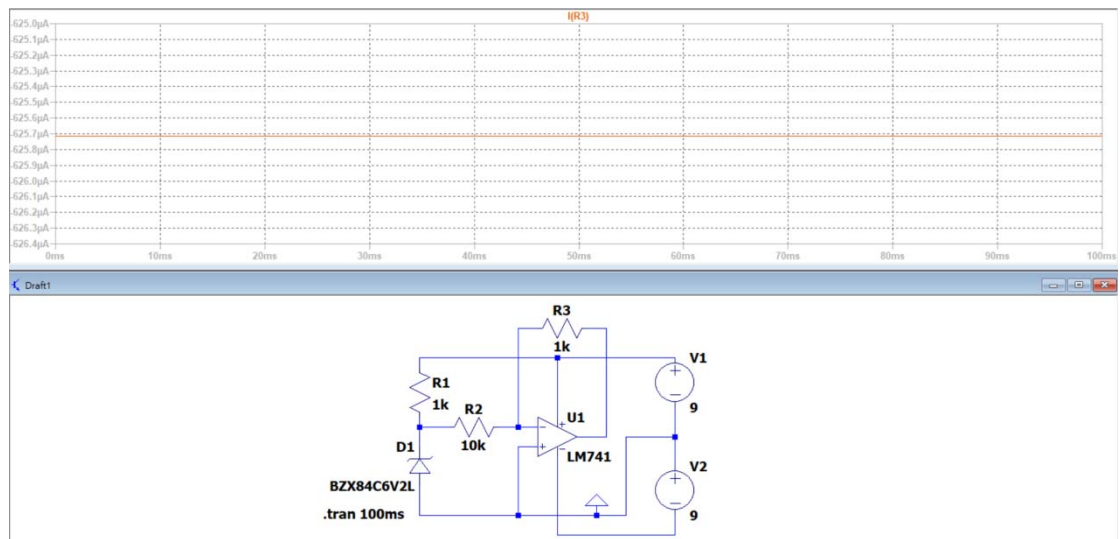 I(R3)
-625.0µA
-625.1µA
-625.2µA
-625.3µA
-625.4µA
-625.5µA
-625.6µA
-625.7µA
-625.8µA
-625.9µA
-626.0µA
-626.1µA
-626.2µA
-626.3µA
-626.4µA
0ms 10ms 20ms 30ms 40ms 50ms 60ms 70ms 80ms 90ms 100ms
Draft1
R3
1k
V1
+
-
9
R1
1k
R2
10k
U1
+
-
+
-
LM741
D1
BZX84C6V2L
V2
+
-
9
.tran 100ms